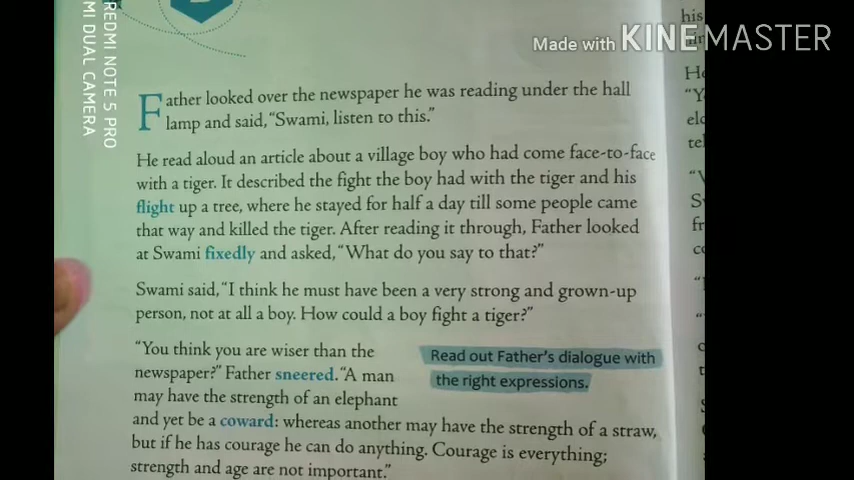 REDMI NOTE 5 PRO
MI DUAL CAMERA
Made with KINEMASTER
Father looked over the newspaper he was reading under the hall
lamp and said, “Swami, listen to this.”
He read aloud an article about a village boy who had come face-to-face
with a tiger. It described the fight the boy had with the tiger and his
flight up a tree, where he stayed for half a day till some people came
that way and killed the tiger. After reading it through, Father looked
at Swami fixedly and asked, “What do you say to that?”
Swami said, “I think he must have been a very strong and grown-up
person, not at all a boy. How could a boy fight a tiger?”
“You think you are wiser than the
newspaper?” Father sneered. “A man
may have the strength of an elephant
and yet be a coward: whereas another may have the strength of a straw,
but if he has courage he can do anything. Courage is everything;
strength and age are not important.”
Read out Father’s dialogue with
the right expressions.
his